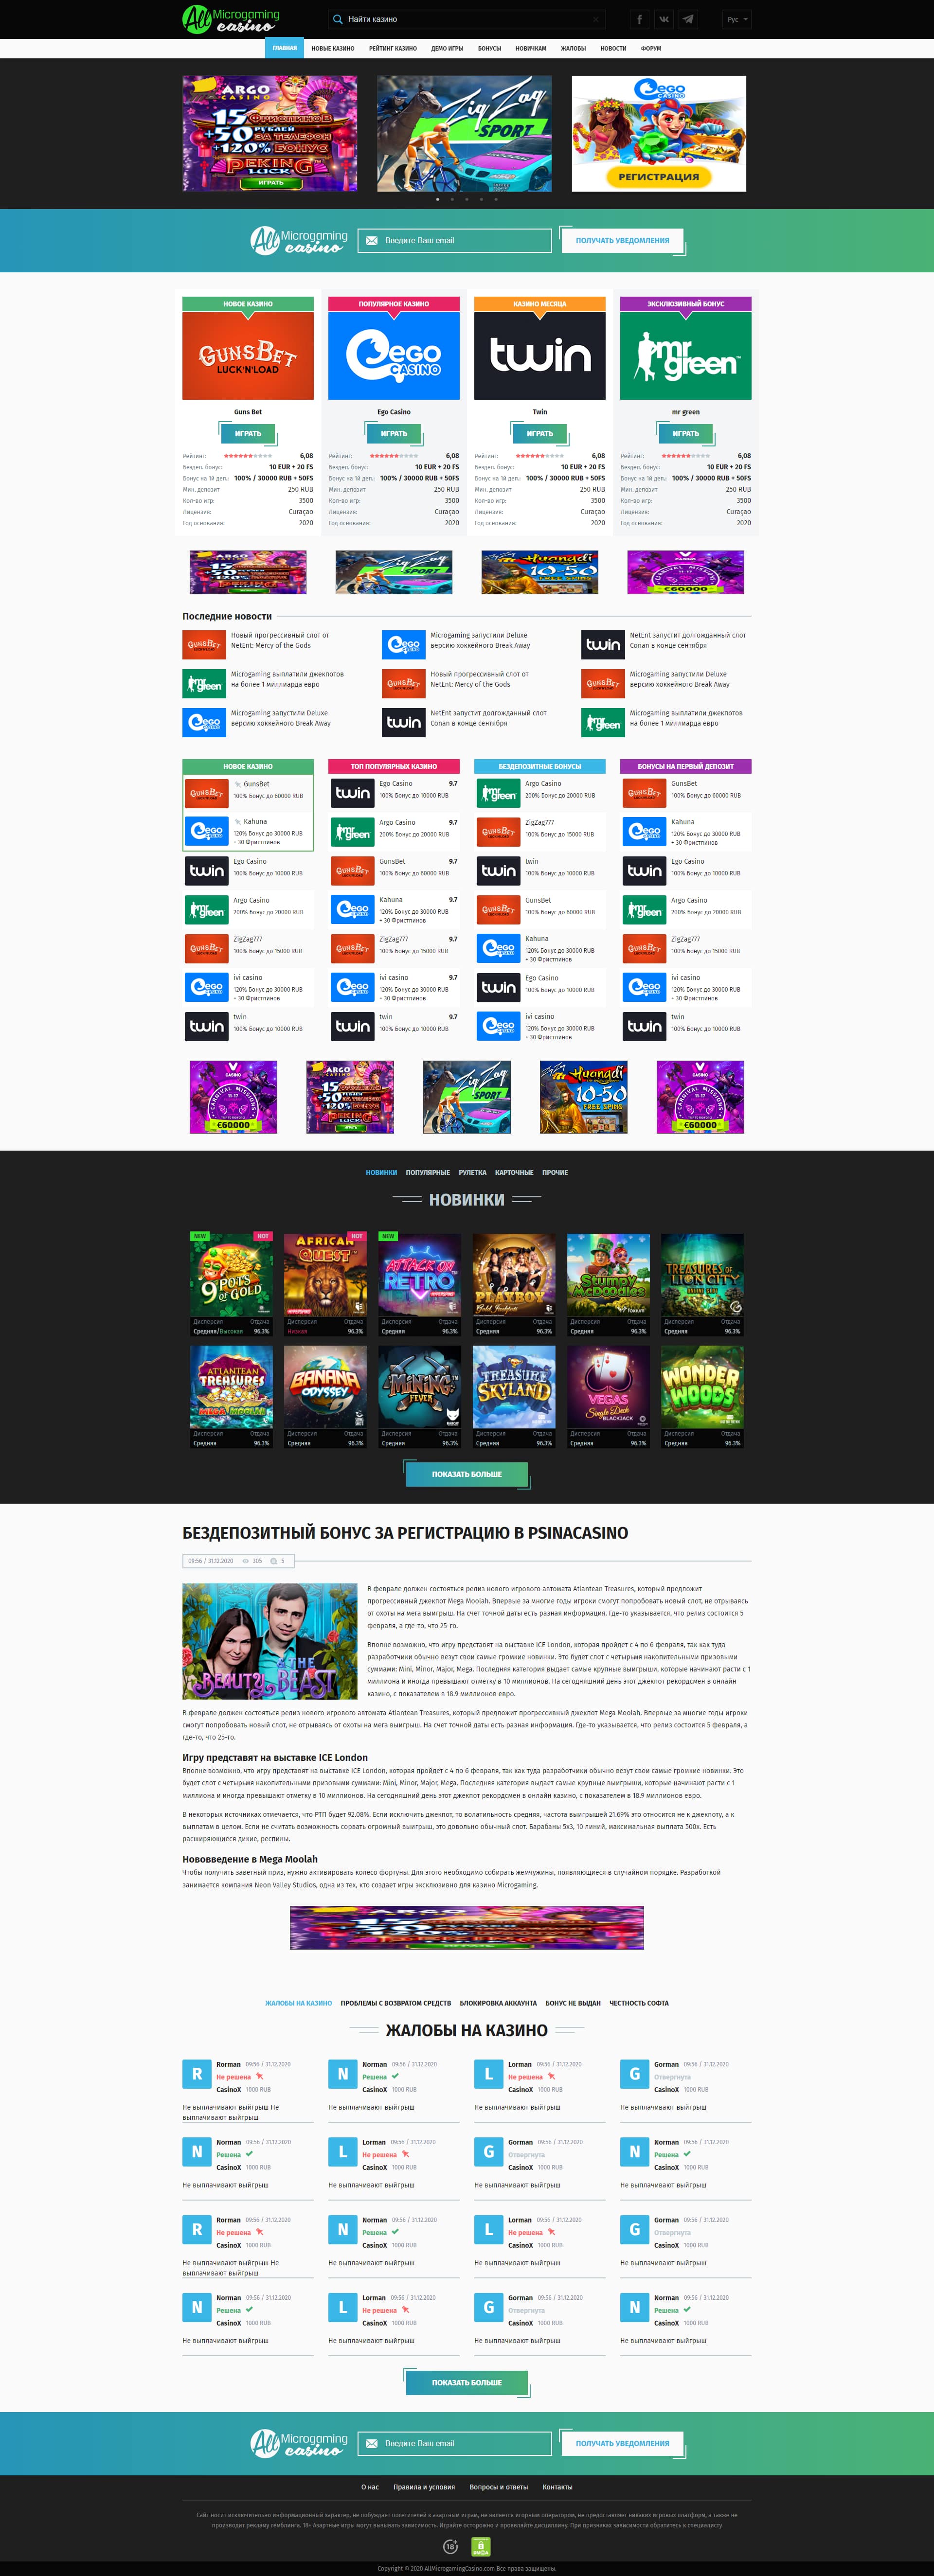 All Microgaming
casino
Найти казино
Рус
ГЛАВНАЯ НОВЫЕ КАЗИНО РЕЙТИНГ КАЗИНО ДЕМО ИГРЫ БОНУСЫ НОВИЧКАМ ЖАЛОБЫ НОВОСТИ ФОРУМ
ARGO
CASINO
15 ФРИСПИНОВ
+50 РУБЛЕЙ ЗА ТЕЛЕФОН
+120% БОНУС
PEKING LUCK
ИГРАТЬ
Zig Zag
SPORT
ego
CASINO
РЕГИСТРАЦИЯ
All Microgaming
casino
Введите Ваш email
ПОЛУЧАТЬ УВЕДОМЛЕНИЯ
НОВОЕ КАЗИНО
GUNSBET
LUCK'N'LOAD
Guns Bet
ИГРАТЬ
Рейтинг: 6,08
Бездеп. бонус: 10 EUR + 20 FS
Бонус на 1й деп.: 100% / 30000 RUB + 50FS
Мин. депозит 250 RUB
Кол-во игр: 3500
Лицензия: Curaçao
Год основания: 2020
ПОПУЛЯРНОЕ КАЗИНО
ego
CASINO
Ego Casino
ИГРАТЬ
Рейтинг: 6,08
Бездеп. бонус: 10 EUR + 20 FS
Бонус на 1й деп.: 100% / 30000 RUB + 50FS
Мин. депозит 250 RUB
Кол-во игр: 3500
Лицензия: Curaçao
Год основания: 2020
КАЗИНО МЕСЯЦА
twin
Twin
ИГРАТЬ
Рейтинг: 6,08
Бездеп. бонус: 10 EUR + 20 FS
Бонус на 1й деп.: 100% / 30000 RUB + 50FS
Мин. депозит 250 RUB
Кол-во игр: 3500
Лицензия: Curaçao
Год основания: 2020
ЭКСКЛЮЗИВНЫЙ БОНУС
mr green
mr green
ИГРАТЬ
Рейтинг: 6,08
Бездеп. бонус: 10 EUR + 20 FS
Бонус на 1й деп.: 100% / 30000 RUB + 50FS
Мин. депозит 250 RUB
Кол-во игр: 3500
Лицензия: Curaçao
Год основания: 2020
Zig Zag
SPORT
Huangdi
10-50
FREE SPINS
CASINO
CARNIVAL MISSIONS
€60.000
Последние новости
Новый прогрессивный слот от
NetEnt: Mercy of the Gods
Microgaming запустили Deluxe
версию хоккейного Break Away
NetEnt запустит долгожданный слот
Conan в конце сентября
Microgaming выплатили джекпотов
на более 1 миллиарда евро
Новый прогрессивный слот от
NetEnt: Mercy of the Gods
Microgaming запустили Deluxe
версию хоккейного Break Away
Microgaming запустили Deluxe
версию хоккейного Break Away
NetEnt запустит долгожданный слот
Conan в конце сентября
Microgaming выплатили джекпотов
на более 1 миллиарда евро
НОВОЕ КАЗИНО
GunsBet
100% Бонус до 60000 RUB
Kahuna
120% Бонус до 30000 RUB
+ 30 Фристпинов
Ego Casino
100% Бонус до 10000 RUB
Argo Casino
200% Бонус до 20000 RUB
ZigZag777
100% Бонус до 15000 RUB
ivi casino
120% Бонус до 30000 RUB
+ 30 Фристпинов
twin
100% Бонус до 10000 RUB
ТОП ПОПУЛЯРНЫХ КАЗИНО
Ego Casino 9.7
100% Бонус до 10000 RUB
Argo Casino 9.7
200% Бонус до 20000 RUB
GunsBet 9.7
100% Бонус до 60000 RUB
Kahuna 9.7
120% Бонус до 30000 RUB
+ 30 Фристпинов
ZigZag777 9.7
100% Бонус до 15000 RUB
ivi casino 9.7
120% Бонус до 30000 RUB
+ 30 Фристпинов
twin 9.7
100% Бонус до 10000 RUB
БЕЗДЕПОЗИТНЫЕ БОНУСЫ
Argo Casino
200% Бонус до 20000 RUB
ZigZag777
100% Бонус до 15000 RUB
twin
100% Бонус до 10000 RUB
GunsBet
100% Бонус до 60000 RUB
Kahuna
120% Бонус до 30000 RUB
+ 30 Фристпинов
Ego Casino
100% Бонус до 10000 RUB
ivi casino
120% Бонус до 30000 RUB
+ 30 Фристпинов
БОНУСЫ НА ПЕРВЫЙ ДЕПОЗИТ
GunsBet
100% Бонус до 60000 RUB
Kahuna
120% Бонус до 30000 RUB
+ 30 Фристпинов
Ego Casino
100% Бонус до 10000 RUB
Argo Casino
200% Бонус до 20000 RUB
ZigZag777
100% Бонус до 15000 RUB
ivi casino
120% Бонус до 30000 RUB
+ 30 Фристпинов
twin
100% Бонус до 10000 RUB
НОВИНКИ ПОПУЛЯРНЫЕ РУЛЕТКА КАРТОЧНЫЕ ПРОЧИЕ
НОВИНКИ
NEW HOT HOT NEW
9 POTS OF GOLD
AFRICAN QUEST
ATTACK ON RETRO
PLAYBOY
STUMPY McDOODLES
TREASURES OF LION CITY
Дисперсия Отдача Дисперсия Отдача Дисперсия Отдача Дисперсия Отдача Дисперсия Отдача Дисперсия Отдача
Средняя/Высокая 96.3% Низкая 96.3% Средняя 96.3% Средняя 96.3% Средняя 96.3% Средняя 96.3%
ATLANTEAN TREASURES MEGA MOOLAH
BANANA ODYSSEY
MINING FEVER
TREASURE SKYLAND
VEGAS Single Deck BLACKJACK
WONDER WOODS
Дисперсия Отдача Дисперсия Отдача Дисперсия Отдача Дисперсия Отдача Дисперсия Отдача Дисперсия Отдача
Средняя 96.3% Средняя 96.3% Средняя 96.3% Средняя 96.3% Средняя 96.3% Средняя 96.3%
ПОКАЗАТЬ БОЛЬШЕ
БЕЗДЕПОЗИТНЫЙ БОНУС ЗА РЕГИСТРАЦИЮ В PSINACASINO
09:56 / 31.12.2020 305 5
BEAUTY & THE BEAST
В феврале должен состояться релиз нового игрового автомата Atlantean Treasures, который предложит
прогрессивный джекпот Mega Moolah. Впервые за многие годы игроки смогут попробовать новый слот, не отрываясь
от охоты на мега выигрыш. На счет точной даты есть разная информация. Где-то указывается, что релиз состоится 5
февраля, а где-то, что 25-го.
Вполне возможно, что игру представят на выставке ICE London, которая пройдет с 4 по 6 февраля, так как туда
разработчики обычно везут свои самые громкие новинки. Это будет слот с четырьмя накопительными призовыми
суммами: Mini, Minor, Major, Mega. Последняя категория выдает самые крупные выигрыши, которые начинают расти с 1
миллиона и иногда превышают отметку в 10 миллионов. На сегодняшний день этот джекпот рекордсмен в онлайн
казино, с показателем в 18.9 миллионов евро.
В феврале должен состояться релиз нового игрового автомата Atlantean Treasures, который предложит прогрессивный джекпот Mega Moolah. Впервые за многие годы игроки
смогут попробовать новый слот, не отрываясь от охоты на мега выигрыш. На счет точной даты есть разная информация. Где-то указывается, что релиз состоится 5 февраля, а
где-то, что 25-го.
Игру представят на выставке ICE London
Вполне возможно, что игру представят на выставке ICE London, которая пройдет с 4 по 6 февраля, так как туда разработчики обычно везут свои самые громкие новинки. Это
будет слот с четырьмя накопительными призовыми суммами: Mini, Minor, Major, Mega. Последняя категория выдает самые крупные выигрыши, которые начинают расти с 1
миллиона и иногда превышают отметку в 10 миллионов. На сегодняшний день этот джекпот рекордсмен в онлайн казино, с показателем в 18.9 миллионов евро.
В некоторых источниках отмечается, что РТП будет 92.08%. Если исключить джекпот, то волатильность средняя, частота выигрышей 21.69% это относится не к джекпоту, а к
выплатам в целом. Если не считать возможность сорвать огромный выигрыш, это довольно обычный слот. Барабаны 5х3, 10 линий, максимальная выплата 500х. Есть
расширяющиеся дикие, респины.
Нововведение в Mega Moolah
Чтобы получить заветный приз, нужно активировать колесо фортуны. Для этого необходимо собирать жемчужины, появляющиеся в случайном порядке. Разработкой
занимается компания Neon Valley Studios, одна из тех, кто создает игры эксклюзивно для казино Microgaming.
ЖАЛОБЫ НА КАЗИНО ПРОБЛЕМЫ С ВОЗВРАТОМ СРЕДСТВ БЛОКИРОВКА АККАУНТА БОНУС НЕ ВЫДАН ЧЕСТНОСТЬ СОФТА
ЖАЛОБЫ НА КАЗИНО
R Rorman 09:56 / 31.12.2020
Не решена
CasinoX 1000 RUB
Не выплачивают выйгрыш Не
выплачивают выйгрыш
N Norman 09:56 / 31.12.2020
Решена
CasinoX 1000 RUB
Не выплачивают выйгрыш
L Lorman 09:56 / 31.12.2020
Не решена
CasinoX 1000 RUB
Не выплачивают выйгрыш
G Gorman 09:56 / 31.12.2020
Отвергнута
CasinoX 1000 RUB
Не выплачивают выйгрыш
N Norman 09:56 / 31.12.2020
Решена
CasinoX 1000 RUB
Не выплачивают выйгрыш
L Lorman 09:56 / 31.12.2020
Не решена
CasinoX 1000 RUB
Не выплачивают выйгрыш
G Gorman 09:56 / 31.12.2020
Отвергнута
CasinoX 1000 RUB
Не выплачивают выйгрыш
N Norman 09:56 / 31.12.2020
Решена
CasinoX 1000 RUB
Не выплачивают выйгрыш
R Rorman 09:56 / 31.12.2020
Не решена
CasinoX 1000 RUB
Не выплачивают выйгрыш Не
выплачивают выйгрыш
N Norman 09:56 / 31.12.2020
Решена
CasinoX 1000 RUB
Не выплачивают выйгрыш
L Lorman 09:56 / 31.12.2020
Не решена
CasinoX 1000 RUB
Не выплачивают выйгрыш
G Gorman 09:56 / 31.12.2020
Отвергнута
CasinoX 1000 RUB
Не выплачивают выйгрыш
N Norman 09:56 / 31.12.2020
Решена
CasinoX 1000 RUB
Не выплачивают выйгрыш
L Lorman 09:56 / 31.12.2020
Не решена
CasinoX 1000 RUB
Не выплачивают выйгрыш
G Gorman 09:56 / 31.12.2020
Отвергнута
CasinoX 1000 RUB
Не выплачивают выйгрыш
N Norman 09:56 / 31.12.2020
Решена
CasinoX 1000 RUB
Не выплачивают выйгрыш
ПОКАЗАТЬ БОЛЬШЕ
All Microgaming
casino
Введите Ваш email
ПОЛУЧАТЬ УВЕДОМЛЕНИЯ
О нас Правила и условия Вопросы и ответы Контакты
Сайт носит исключительно информационный характер, не побуждает посетителей к азартным играм, не является игорным оператором, не предоставляет никаких игровых платформ, а также не
производит рекламу гемблинга. 18+ Азартные игры могут вызывать зависимость. Играйте осторожно и проявляйте дисциплину. При признаках зависимости обратитесь к специалисту
18+
DMCA
Copyright © 2020 AllMicrogamingCasino.com Все права защищены.